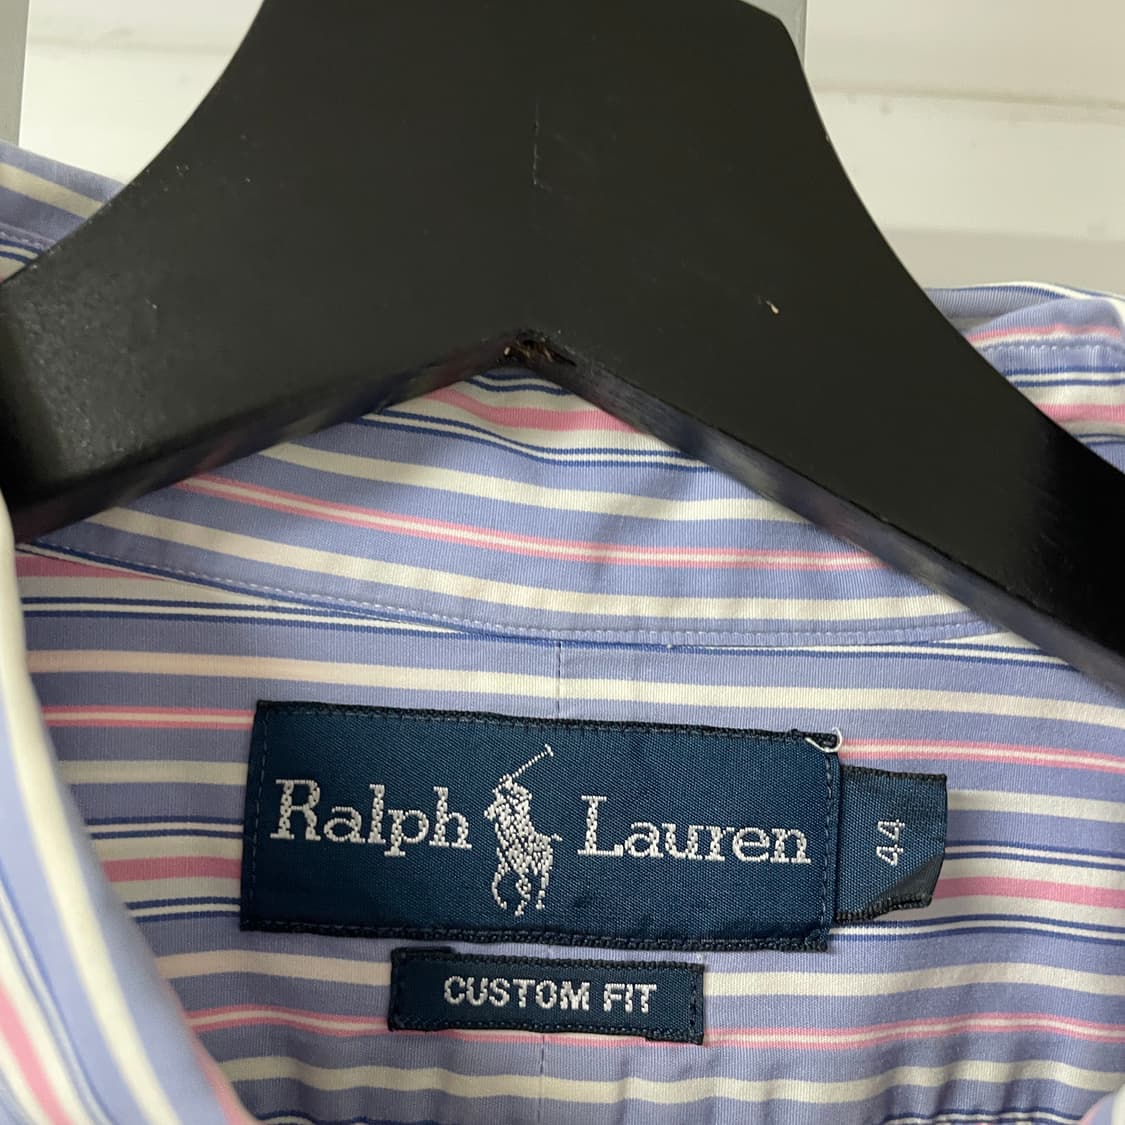 Ralph Lauren
44
CUSTOM FIT